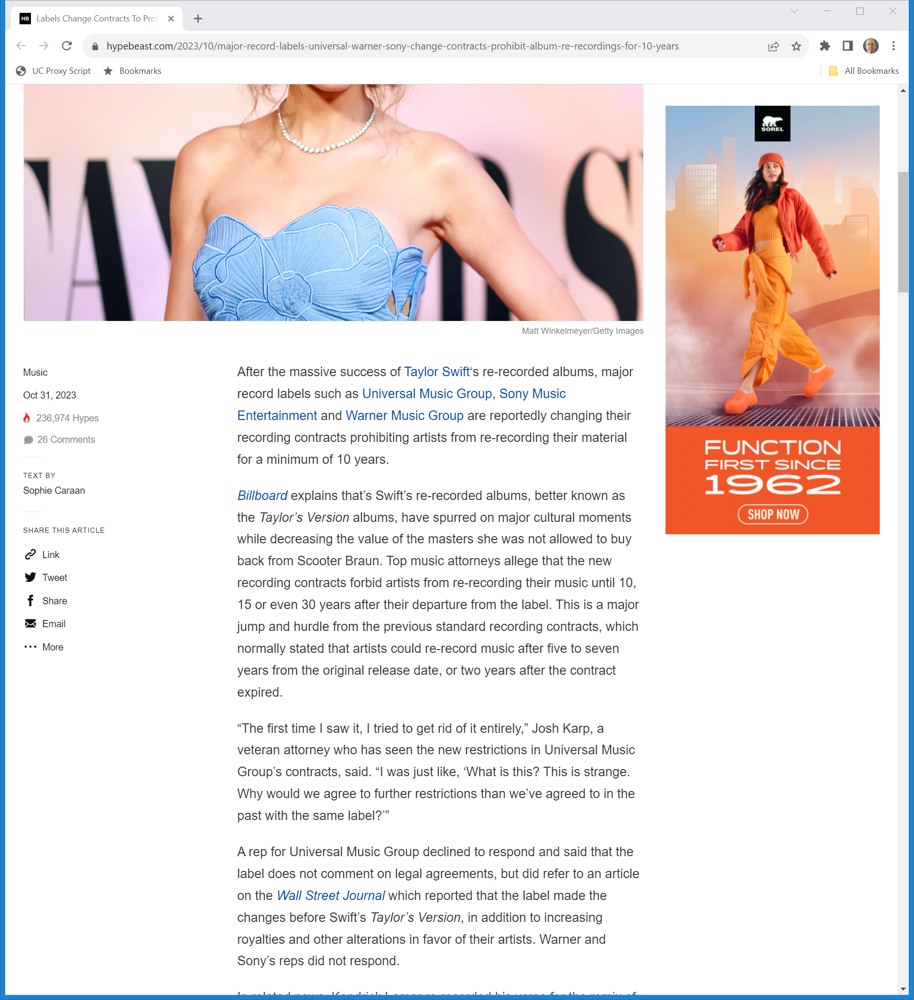 HB Labels Change Contracts To Prol
hypebeast.com/2023/10/major-record-labels-universal-warner-sony-change-contracts-prohibit-album-re-recordings-for-10-years
UC Proxy Script
Bookmarks
All Bookmarks
SOREL
FUNCTION
FIRST SINCE
1962
SHOP NOW
Matt Winkelmeyer/Getty Images
Music
Oct 31, 2023
236,974 Hypes
26 Comments
TEXT BY
Sophie Caraan
SHARE THIS ARTICLE
Link
Tweet
Share
Email
More
After the massive success of Taylor Swift‘s re-recorded albums, major
record labels such as Universal Music Group, Sony Music
Entertainment and Warner Music Group are reportedly changing their
recording contracts prohibiting artists from re-recording their material
for a minimum of 10 years.
Billboard explains that’s Swift’s re-recorded albums, better known as
the Taylor’s Version albums, have spurred on major cultural moments
while decreasing the value of the masters she was not allowed to buy
back from Scooter Braun. Top music attorneys allege that the new
recording contracts forbid artists from re-recording their music until 10,
15 or even 30 years after their departure from the label. This is a major
jump and hurdle from the previous standard recording contracts, which
normally stated that artists could re-record music after five to seven
years from the original release date, or two years after the contract
expired.
“The first time I saw it, I tried to get rid of it entirely,” Josh Karp, a
veteran attorney who has seen the new restrictions in Universal Music
Group’s contracts, said. “I was just like, ‘What is this? This is strange.
Why would we agree to further restrictions than we’ve agreed to in the
past with the same label?’”
A rep for Universal Music Group declined to respond and said that the
label does not comment on legal agreements, but did refer to an article
on the Wall Street Journal which reported that the label made the
changes before Swift’s Taylor’s Version, in addition to increasing
royalties and other alterations in favor of their artists. Warner and
Sony’s reps did not respond.
In related news, Kendrick Lamar re-recorded his verse for the remix of